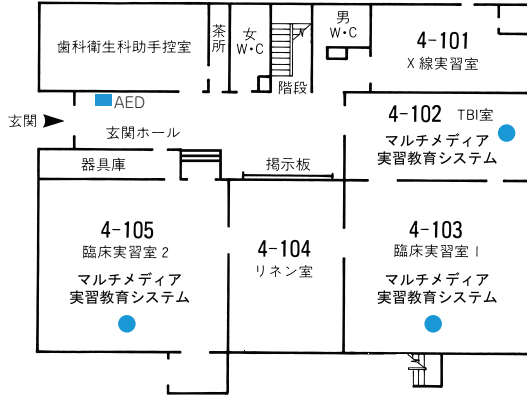 歯科衛生科助手控室
茶所
女
W・C
男
W・C
階段
4-101
X線実習室
AED
玄関
玄関ホール
4-102 TBI室
マルチメディア
実習教育システム
器具庫
掲示板
4-105
臨床実習室2
マルチメディア
実習教育システム
4-104
リネン室
4-103
臨床実習室1
マルチメディア
実習教育システム